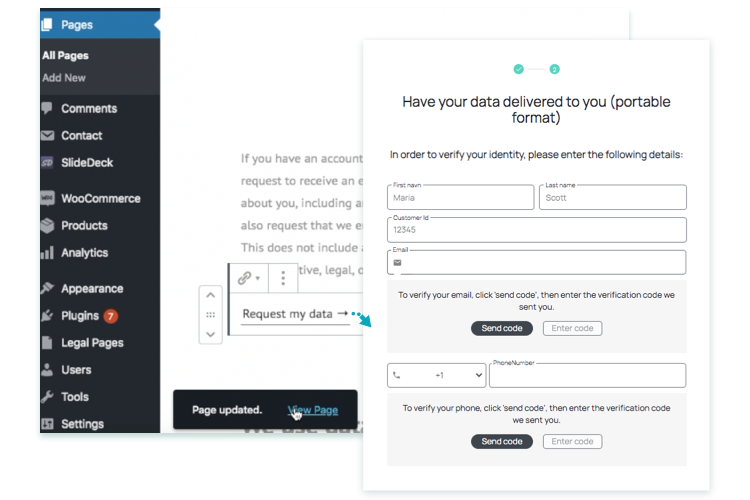 Pages
All Pages
Add New
Comments
Contact
SlideDeck
WooCommerce
Products
Analytics
Appearance
Plugins 7
Legal Pages
Users
Tools
Settings
If you have an account
request to receive an e
about you, including a
also request that we e
This does not include
tive, legal, o
Request my data →
Page updated. View Page
We use data
2
Have your data delivered to you (portable
format)
In order to verify your identity, please enter the following details:
First navn
Maria
Last name
Scott
Customer Id
12345
Email
To verify your email, click 'send code', then enter the verification code we
sent you.
Send code
Enter code
+1
PhoneNumber
To verify your phone, click 'send code', then enter the verification code
we sent you.
Send code
Enter code